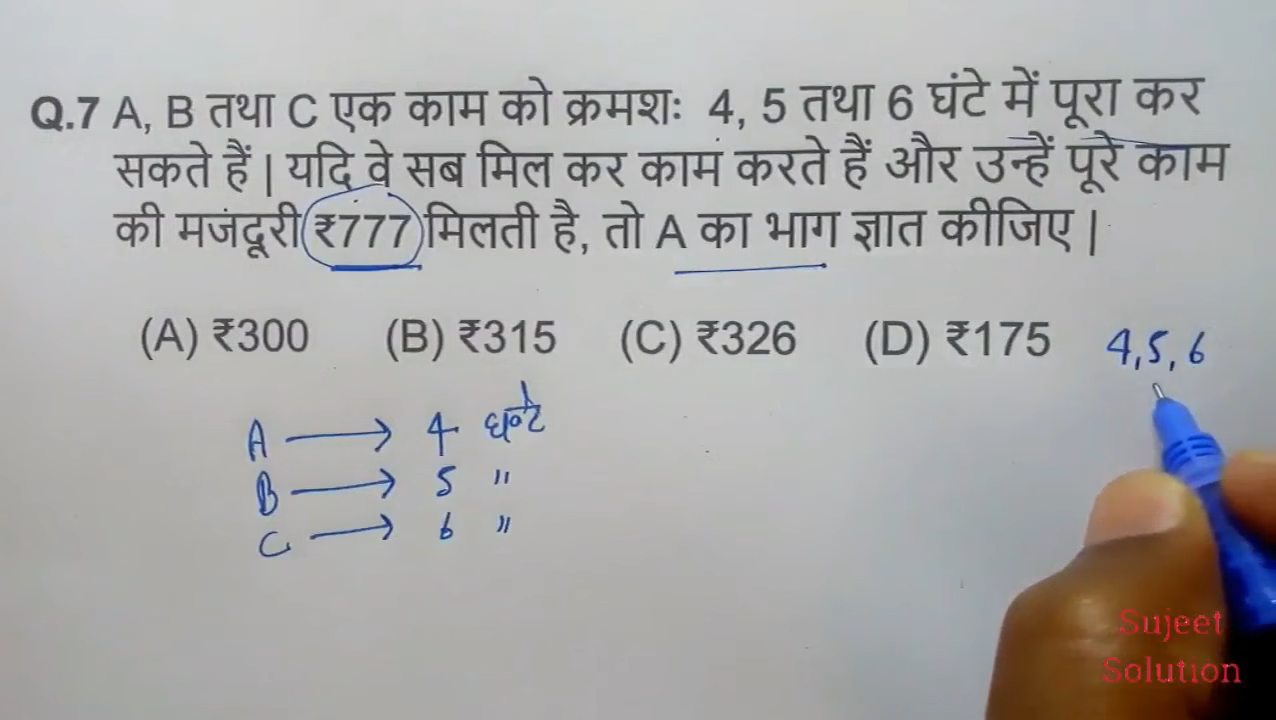 Q.7 A, B तथा C एक काम को क्रमशः 4, 5 तथा 6 घंटे में पूरा कर
सकते हैं | यदि वे सब मिल कर काम करते हैं और उन्हें पूरे काम
की मजदूरी ₹777 मिलती है, तो A का भाग ज्ञात कीजिए |
(A) ₹300 (B) ₹315 (C) ₹326 (D) ₹175
4, 5, 6
A → 4 घण्टे
B → 5 "
C → 6 "
Sujeet
Solution